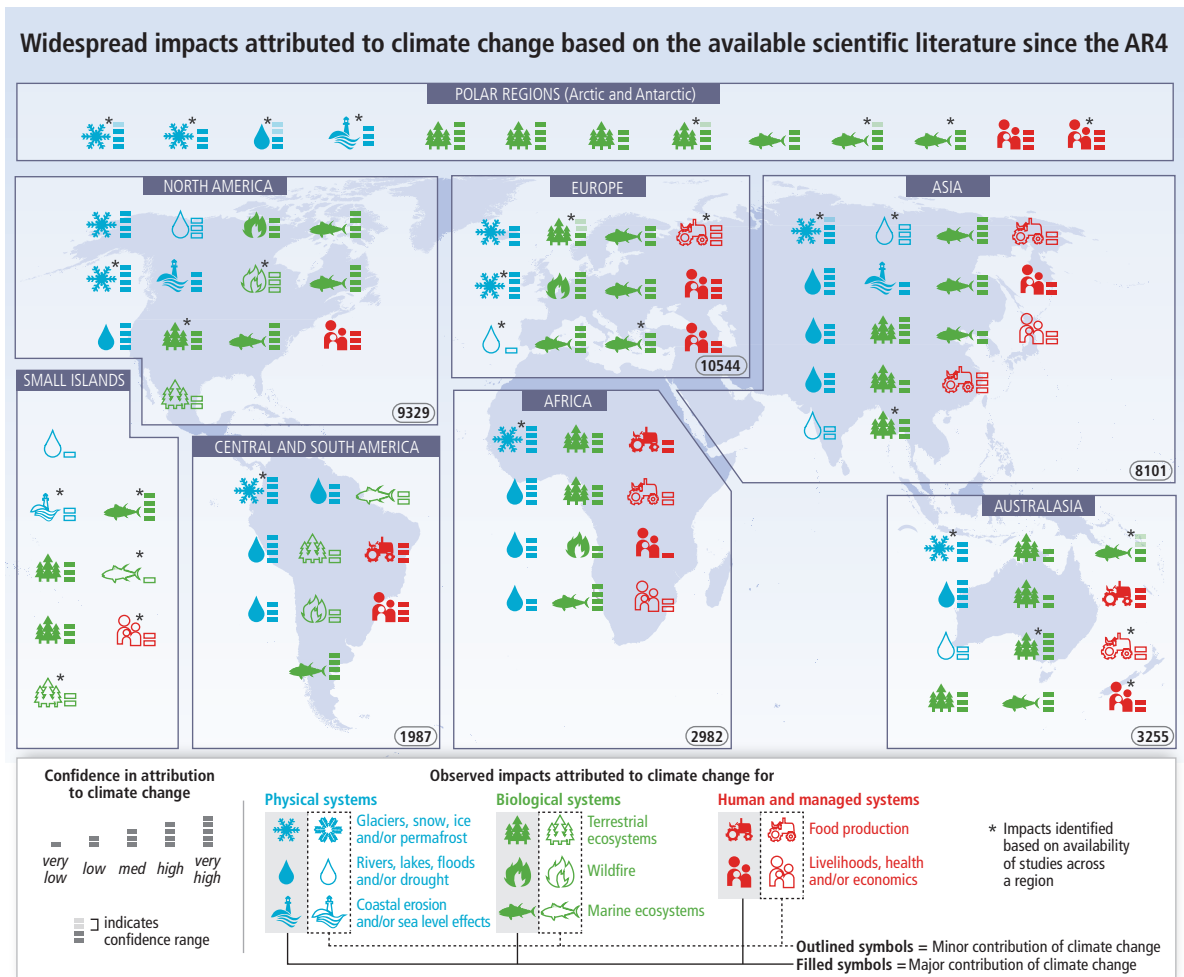 Widespread impacts attributed to climate change based on the available scientific literature since the AR4
POLAR REGIONS (Arctic and Antarctic)
* * * * * *
* *
NORTH AMERICA
*
*
*
9329
EUROPE
* *
*
* *
*
10544
ASIA
* *
*
8101
SMALL ISLANDS
* *
*
*
*
CENTRAL AND SOUTH AMERICA
*
1987
AFRICA
*
2982
AUSTRALASIA
* *
* *
*
3255
Confidence in attribution
to climate change
very
low
low
med
high
very
high
indicates
confidence range
Observed impacts attributed to climate change for
Physical systems
Glaciers, snow, ice
and/or permafrost
Rivers, lakes, floods
and/or drought
Coastal erosion
and/or sea level effects
Biological systems
Terrestrial
ecosystems
Wildfire
Marine ecosystems
Human and managed systems
Food production
Livelihoods, health
and/or economics
* Impacts identified
based on availability
of studies across
a region
Outlined symbols = Minor contribution of climate change
Filled symbols = Major contribution of climate change